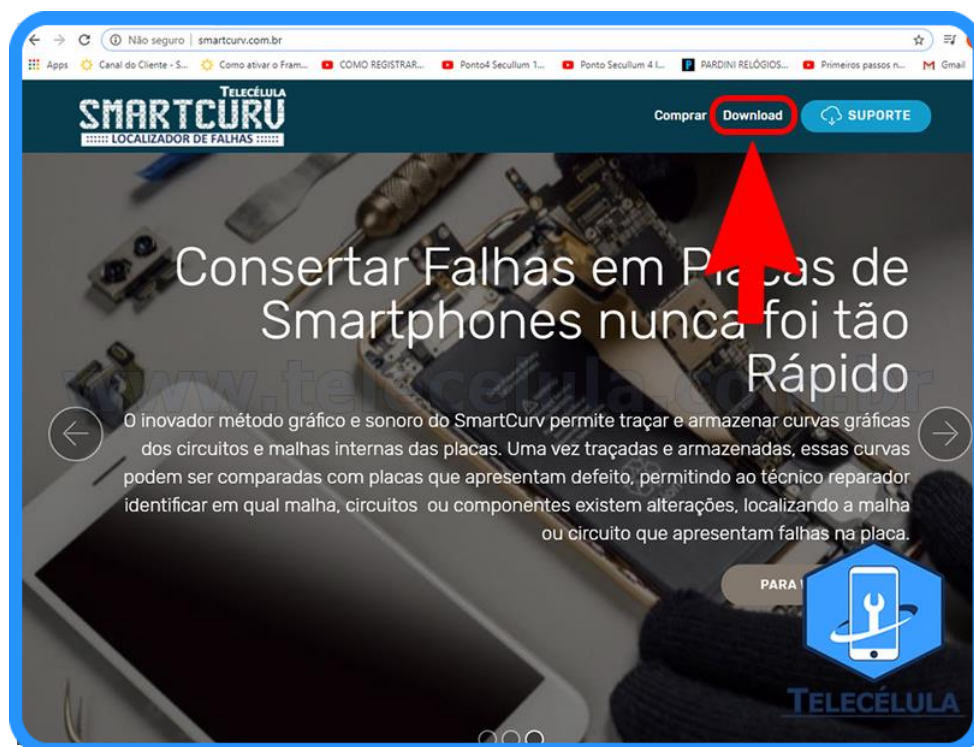 Não seguro | smartcurv.com.br
Apps Canal do Cliente - S... Como ativar o Fram... COMO REGISTRAR... Ponto4 Secullum 1... Ponto Secullum 4 I... PARDINI RELÓGIOS... Primeiros passos n... Gmail
TELECÉLULA
SMARTCURV
:::::: LOCALIZADOR DE FALHAS ::::::
Comprar Download SUPORTE
Consertar Falhas em Placas de
Smartphones nunca foi tão
Rápido
www.telecelula.com.br
O inovador método gráfico e sonoro do SmartCurv permite traçar e armazenar curvas gráficas
dos circuitos e malhas internas das placas. Uma vez traçadas e armazenadas, essas curvas
podem ser comparadas com placas que apresentam defeito, permitindo ao técnico reparador
identificar em qual malha, circuitos ou componentes existem alterações, localizando a malha
ou circuito que apresentam falhas na placa.
PARA
TELECÉLULA